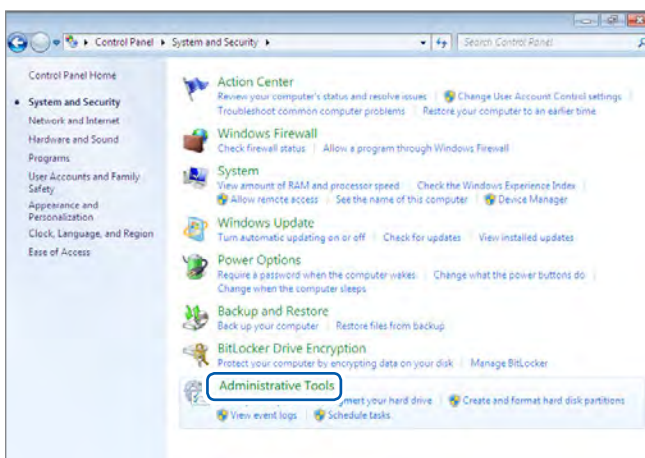 Control Panel ▸ System and Security ▸
Search Control Panel
Control Panel Home
System and Security
Network and Internet
Hardware and Sound
Programs
User Accounts and Family
Safety
Appearance and
Personalization
Clock, Language, and Region
Ease of Access
Action Center
Review your computer's status and resolve issues Change User Account Control settings
Troubleshoot common computer problems Restore your computer to an earlier time
Windows Firewall
Check firewall status Allow a program through Windows Firewall
System
View amount of RAM and processor speed Check the Windows Experience Index
Allow remote access See the name of this computer Device Manager
Windows Update
Turn automatic updating on or off Check for updates View installed updates
Power Options
Require a password when the computer wakes Change what the power buttons do
Change when the computer sleeps
Backup and Restore
Back up your computer Restore files from backup
BitLocker Drive Encryption
Protect your computer by encrypting data on your disk Manage BitLocker
Administrative Tools
your hard drive Create and format hard disk partitions
View event logs Schedule tasks